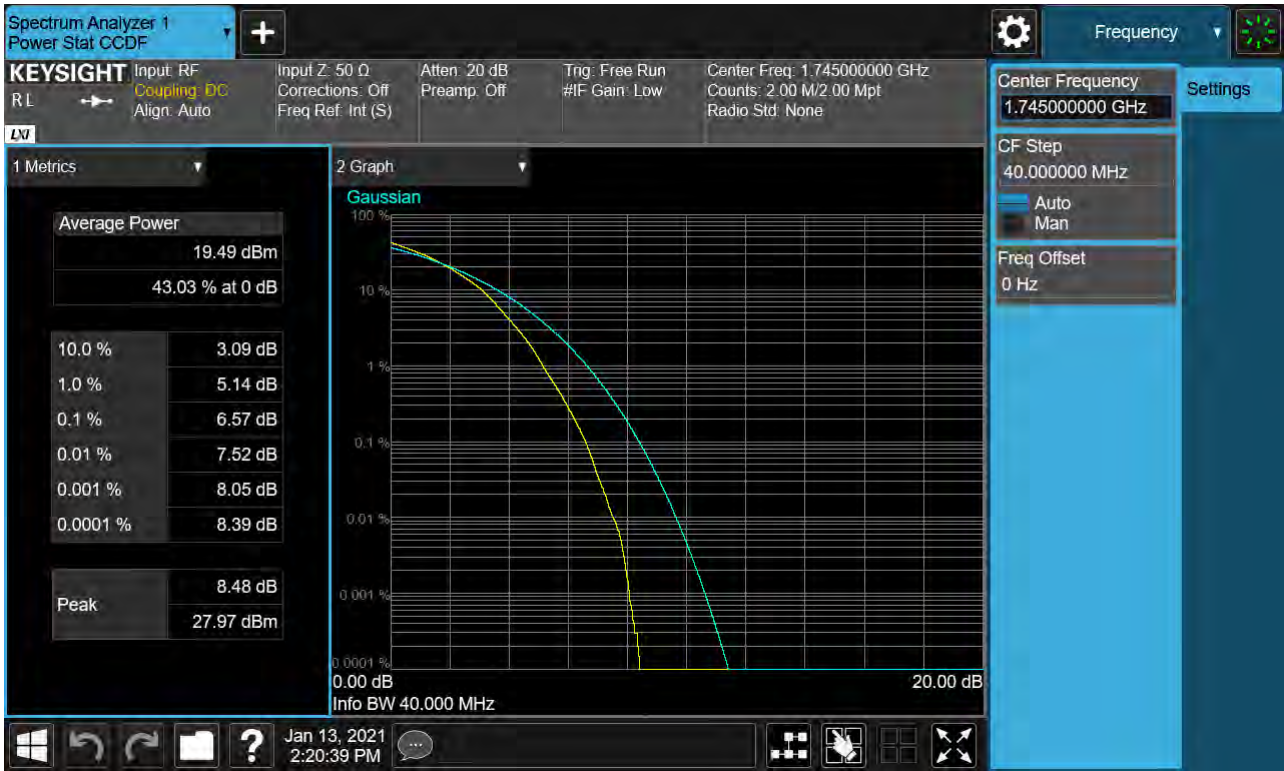 Spectrum Analyzer 1
Power Stat CCDF
+
Frequency
KEYSIGHT
R L
LXI
Input: RF
Coupling: DC
Align: Auto
Input Z: 50 Ω
Corrections: Off
Freq Ref: Int (S)
Atten: 20 dB
Preamp: Off
Trig: Free Run
#IF Gain: Low
Center Freq: 1.745000000 GHz
Counts: 2.00 M/2.00 Mpt
Radio Std: None
Center Frequency
1.745000000 GHz
Settings
CF Step
40.000000 MHz
Auto
Man
Freq Offset
0 Hz
1 Metrics
Average Power
19.49 dBm
43.03 % at 0 dB
10.0 % 3.09 dB
1.0 % 5.14 dB
0.1 % 6.57 dB
0.01 % 7.52 dB
0.001 % 8.05 dB
0.0001 % 8.39 dB
Peak
8.48 dB
27.97 dBm
2 Graph
Gaussian
100 %
10 %
1 %
0.1 %
0.01 %
0.001 %
0.0001 %
0.00 dB 20.00 dB
Info BW 40.000 MHz
?
Jan 13, 2021
2:20:39 PM